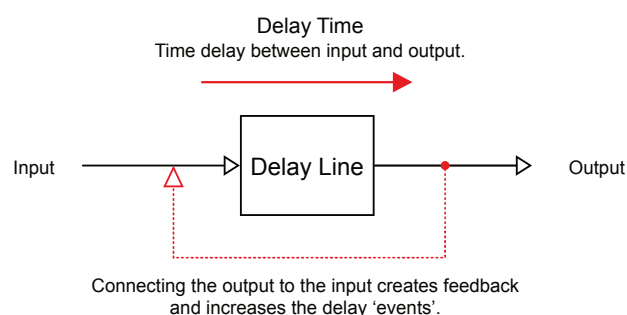 Delay Time
Time delay between input and output.
Input
Delay Line
Output
Connecting the output to the input creates feedback
and increases the delay ‘events’.